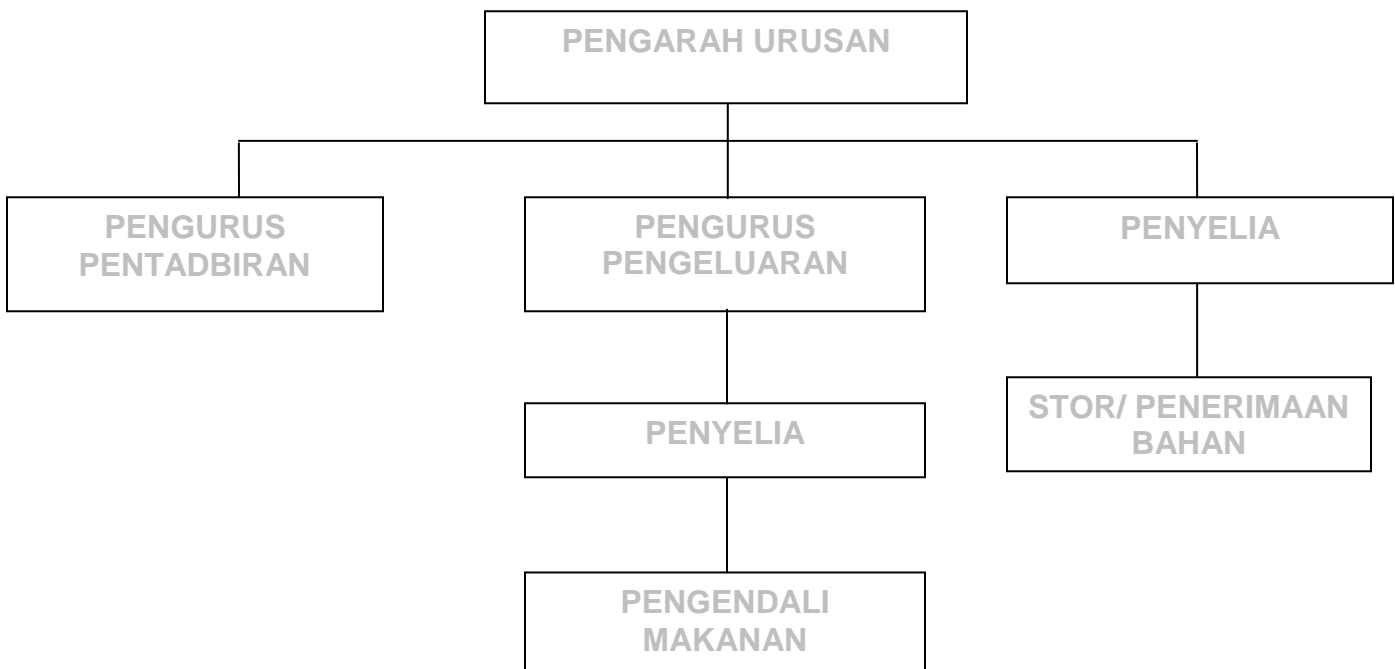 PENGARAH URUSAN
PENGURUS
PENTADBIRAN
PENGURUS
PENGELUARAN
PENYELIA
PENYELIA
STOR/ PENERIMAAN
BAHAN
PENGENDALI
MAKANAN